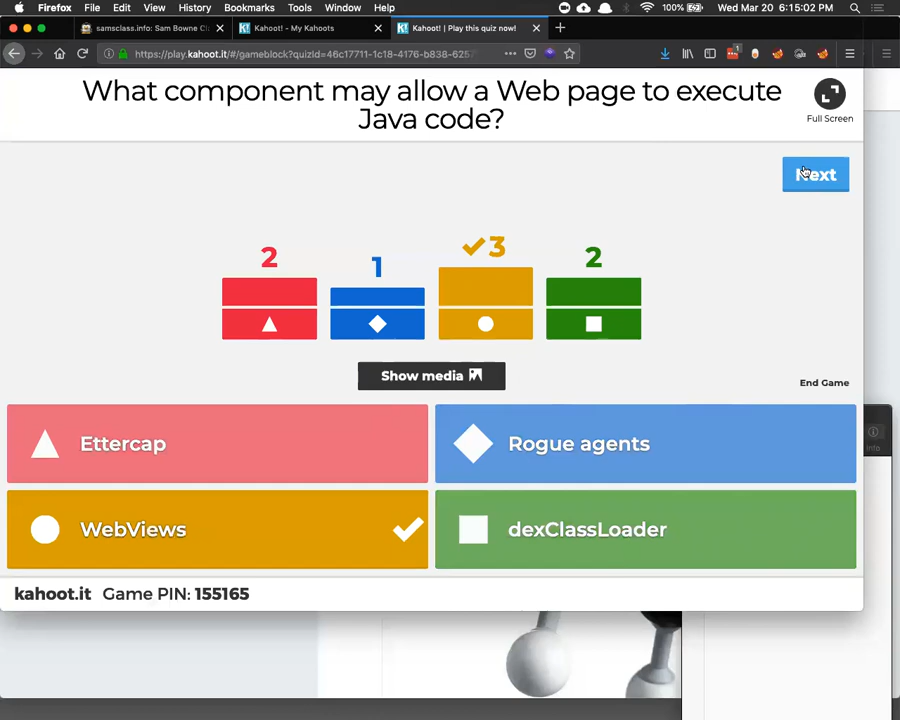 Firefox File Edit View History Bookmarks Tools Window Help 100% Wed Mar 20 6:15:02 PM
samsclass.info: Sam Bowne Cl Kahoot! - My Kahoots Kahoot! | Play this quiz now!
https://play.kahoot.it/#/gameblock?quizId=46c17711-1c18-4176-b838-6257
What component may allow a Web page to execute
Java code?
Full Screen
Next
2 1 3 2
Show media
End Game
Ettercap
Rogue agents
WebViews
dexClassLoader
kahoot.it Game PIN: 155165
info